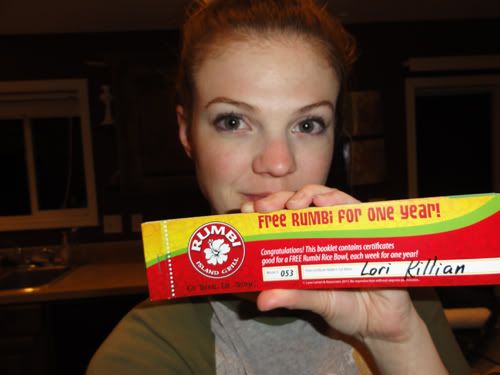 FREE RUMBI FOR ONE YEAR!
RUMBI
ISLAND GRILL
Congratulations! This booklet contains certificates
good for a FREE Rumbi Rice Bowl, each week for one year!
053
Lori Killian